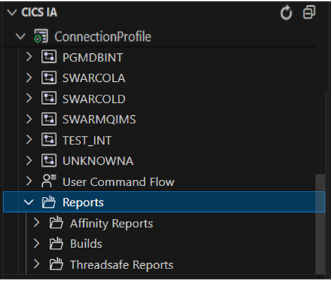 CICS IA
ConnectionProfile
PGMDBINT
SWARCOLA
SWARCOLD
SWARMQIMS
TEST_INT
UNKNOWNA
User Command Flow
Reports
Affinity Reports
Builds
Threadsafe Reports